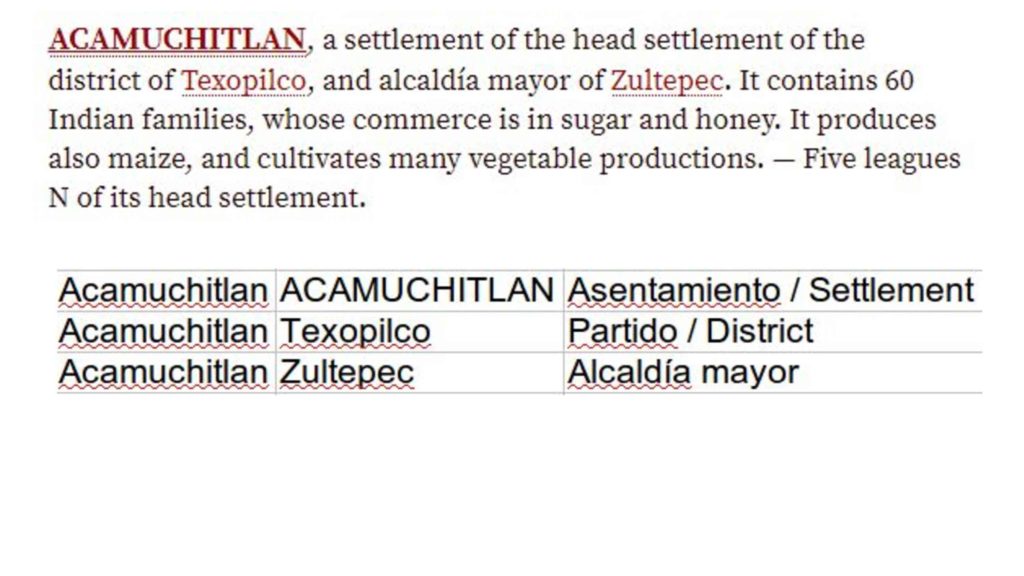 ACAMUCHITLAN, a settlement of the head settlement of the
district of Texopilco, and alcaldía mayor of Zultepec. It contains 60
Indian families, whose commerce is in sugar and honey. It produces
also maize, and cultivates many vegetable productions. — Five leagues
N of its head settlement.
Acamuchitlan ACAMUCHITLAN Asentamiento / Settlement
Acamuchitlan Texopilco Partido / District
Acamuchitlan Zultepec Alcaldía mayor